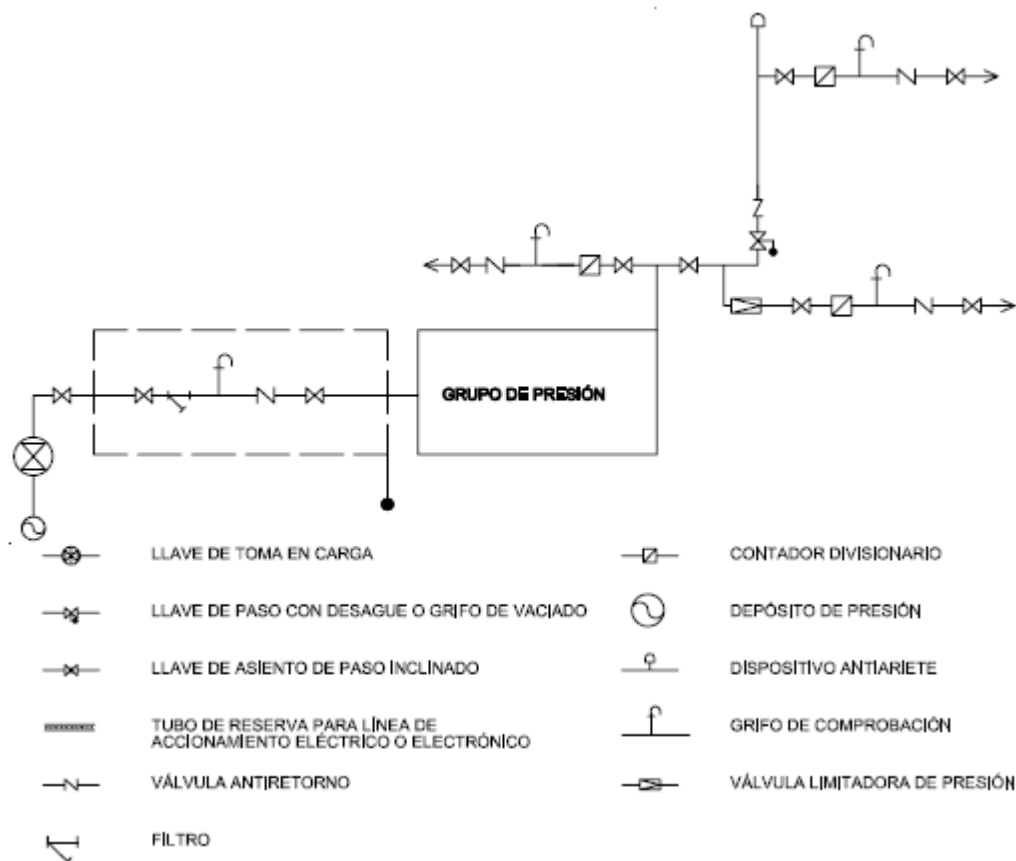 GRUPO DE PRESIÓN
LLAVE DE TOMA EN CARGA
LLAVE DE PASO CON DESAGUE O GRIFO DE VACIADO
LLAVE DE ASIENTO DE PASO INCLINADO
TUBO DE RESERVA PARA LÍNEA DE
ACCIONAMIENTO ELÉCTRICO O ELECTRÓNICO
VÁLVULA ANTIRETORNO
FILTRO
CONTADOR DIVISIONARIO
DEPÓSITO DE PRESIÓN
DISPOSITIVO ANTIARIETE
GRIFO DE COMPROBACIÓN
VÁLVULA LIMITADORA DE PRESIÓN